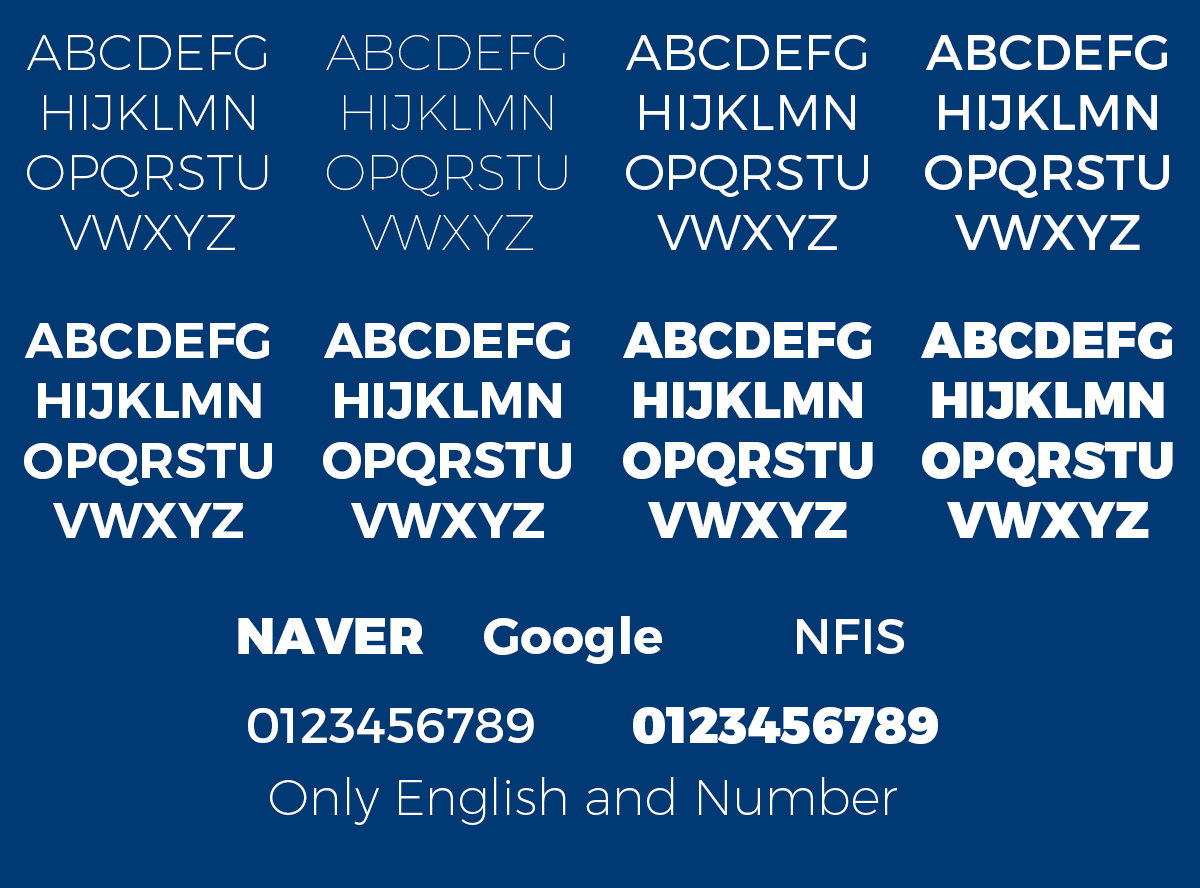 ABCDEFG ABCDEFG ABCDEFG ABCDEFG
HIJKLMN HIJKLMN HIJKLMN HIJKLMN
OPQRSTU OPQRSTU OPQRSTU OPQRSTU
VWXYZ VWXYZ VWXYZ VWXYZ
ABCDEFG ABCDEFG ABCDEFG ABCDEFG
HIJKLMN HIJKLMN HIJKLMN HIJKLMN
OPQRSTU OPQRSTU OPQRSTU OPQRSTU
VWXYZ VWXYZ VWXYZ VWXYZ
NAVER Google NFIS
0123456789 0123456789
Only English and Number